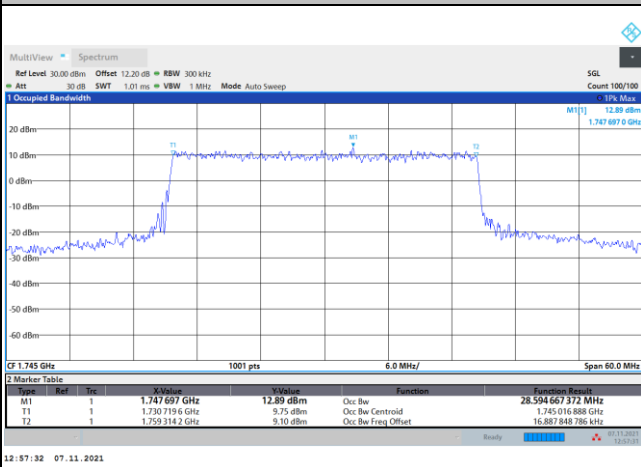 MultiView Spectrum
Ref Level 30.00 dBm Offset 12.20 dB RBW 300 kHz SGL
Att 30 dB SWT 1.01 ms VBW 1 MHz Mode Auto Sweep Count 100/100
1 Occupied Bandwidth 1Pk Max
M1[1] 12.89 dBm
1.747 697 0 GHz
20 dBm
M1
T1 T2
10 dBm
0 dBm
-10 dBm
-20 dBm
-30 dBm
-40 dBm
-50 dBm
-60 dBm
CF 1.745 GHz 1001 pts 6.0 MHz/ Span 60.0 MHz
2 Marker Table
Type Ref Trc X-Value Y-Value Function Function Result
M1 1 1.747 697 GHz 12.89 dBm Occ Bw 28.594 667 372 MHz
T1 1 1.730 719 6 GHz 9.75 dBm Occ Bw Centroid 1.745 016 888 GHz
T2 1 1.759 314 2 GHz 9.10 dBm Occ Bw Freq Offset 16.887 848 786 kHz
Ready 07.11.2021
12:57:31
12:57:32 07.11.2021